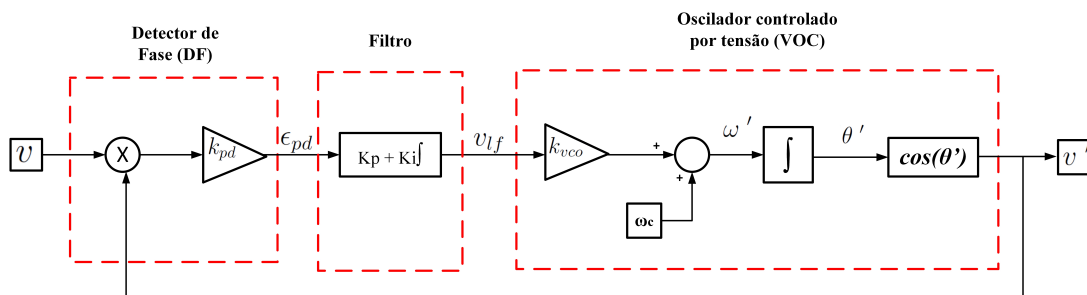 Detector de
Fase (DF)
Filtro
Oscilador controlado
por tensão (VOC)
v
X
k_pd
ϵ_pd
Kp + Ki∫
v_lf
k_vco
+
+
ωc
ω'
∫
θ'
cos(θ')
v'